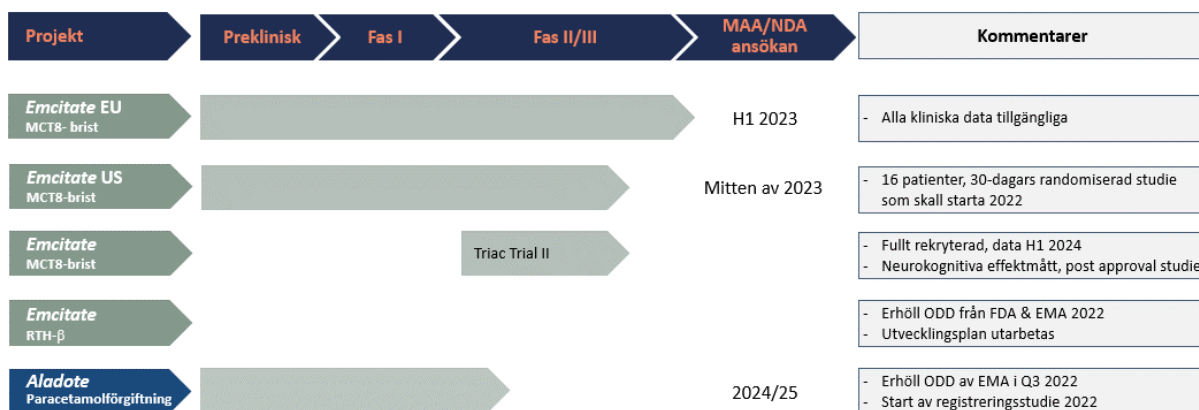 Projekt
Preklinisk
Fas I
Fas II/III
MAA/NDA
ansökan
Kommentarer
Emcitate EU
MCT8- brist
H1 2023
- Alla kliniska data tillgängliga
Emcitate US
MCT8-brist
Mitten av 2023
- 16 patienter, 30-dagars randomiserad studie
som skall starta 2022
Emcitate
MCT8-brist
Triac Trial II
- Fullt rekryterad, data H1 2024
- Neurokognitiva effektmått, post approval studie
Emcitate
RTH-β
- Erhöll ODD från FDA & EMA 2022
- Utvecklingsplan utarbetas
Aladote
Paracetamolförgiftning
2024/25
- Erhöll ODD av EMA i Q3 2022
- Start av registreringsstudie 2022